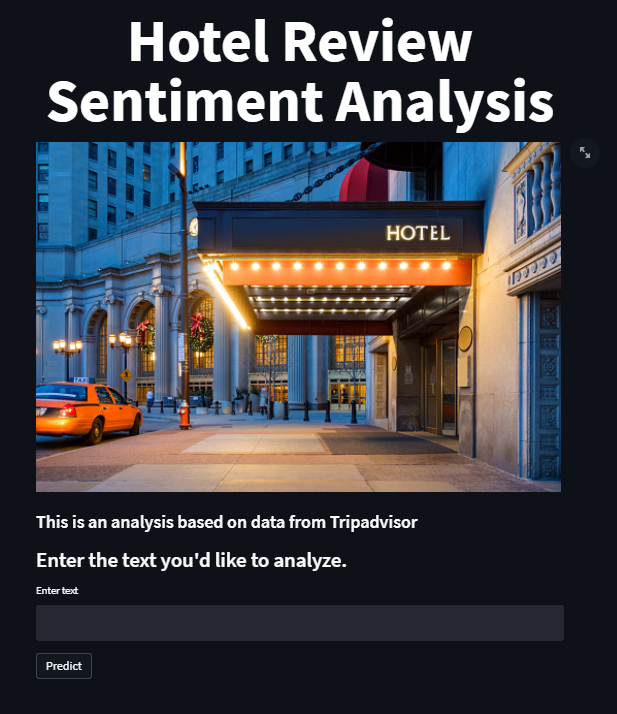 Hotel Review
Sentiment Analysis
HOTEL
TAXI
This is an analysis based on data from Tripadvisor
Enter the text you'd like to analyze.
Enter text
Predict